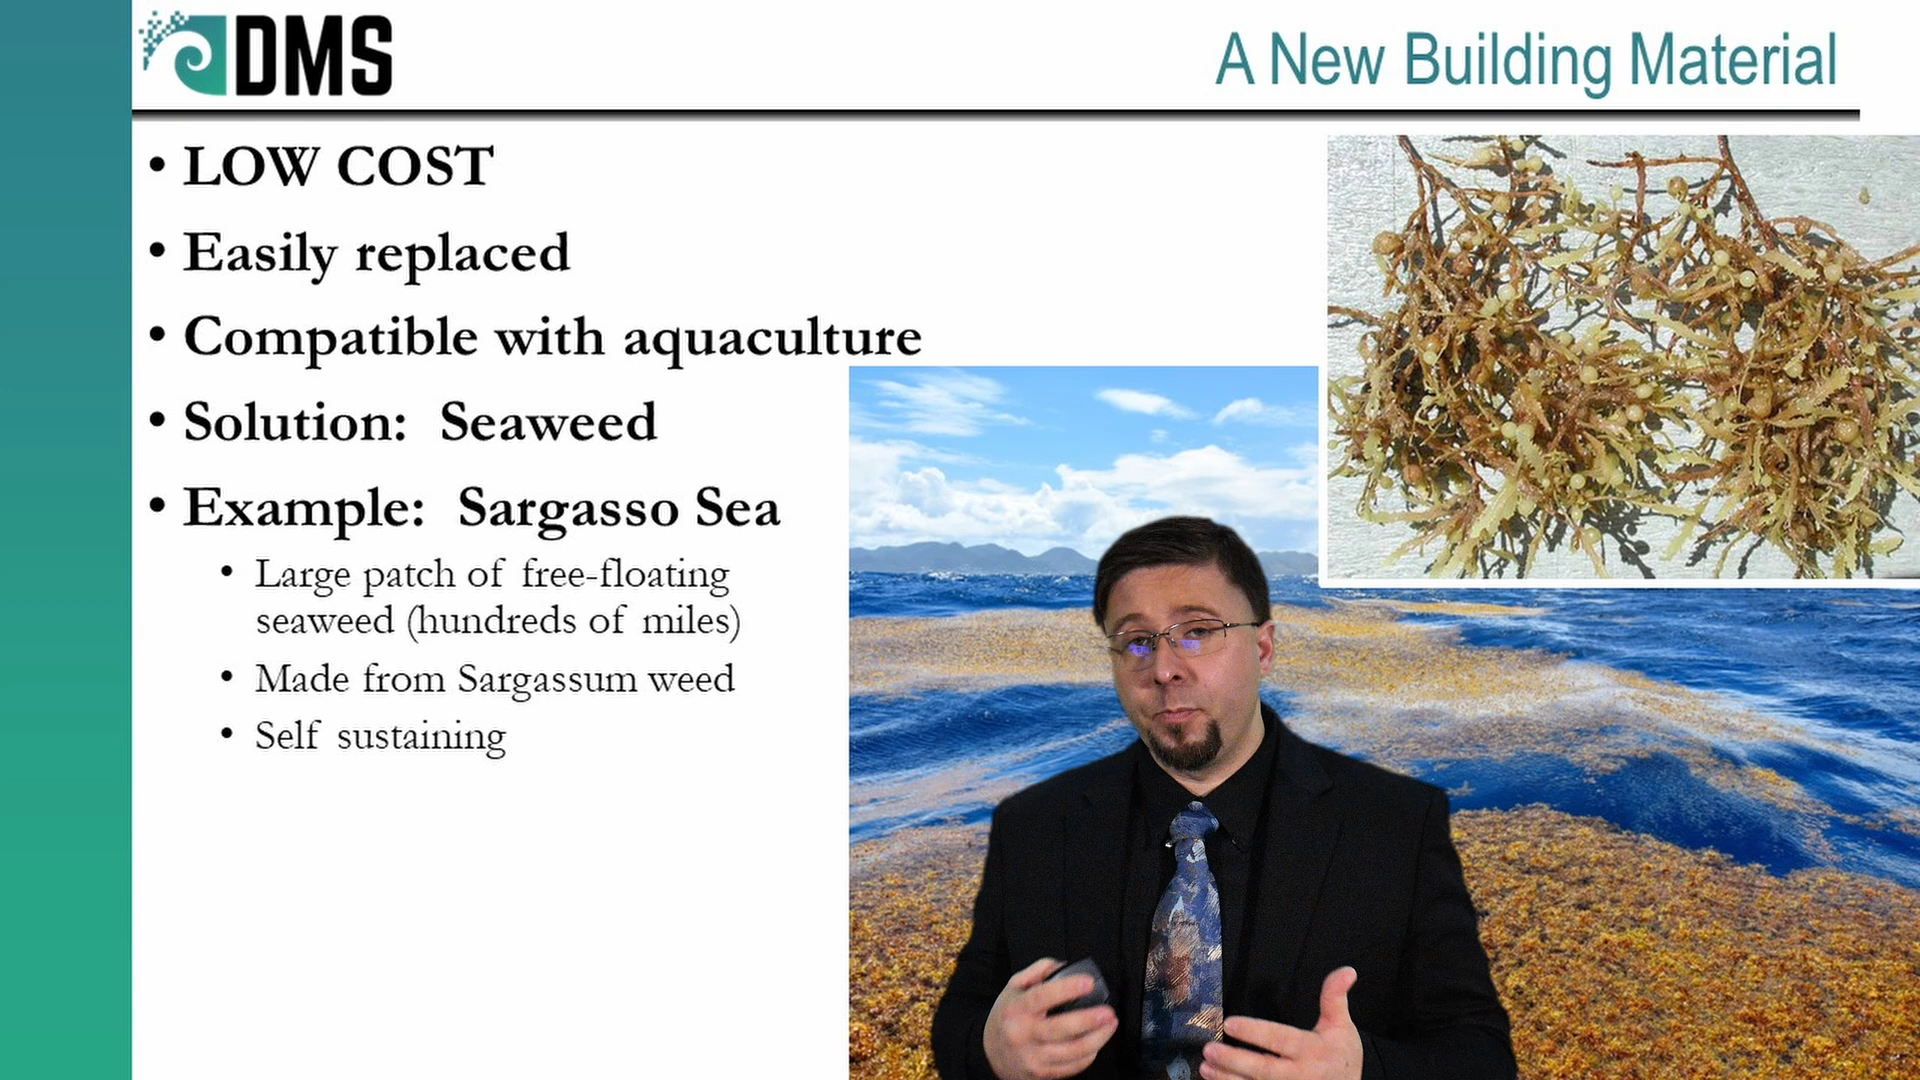 DMS
A New Building Material
• LOW COST
• Easily replaced
• Compatible with aquaculture
• Solution: Seaweed
• Example: Sargasso Sea
• Large patch of free-floating
seaweed (hundreds of miles)
• Made from Sargassum weed
• Self sustaining